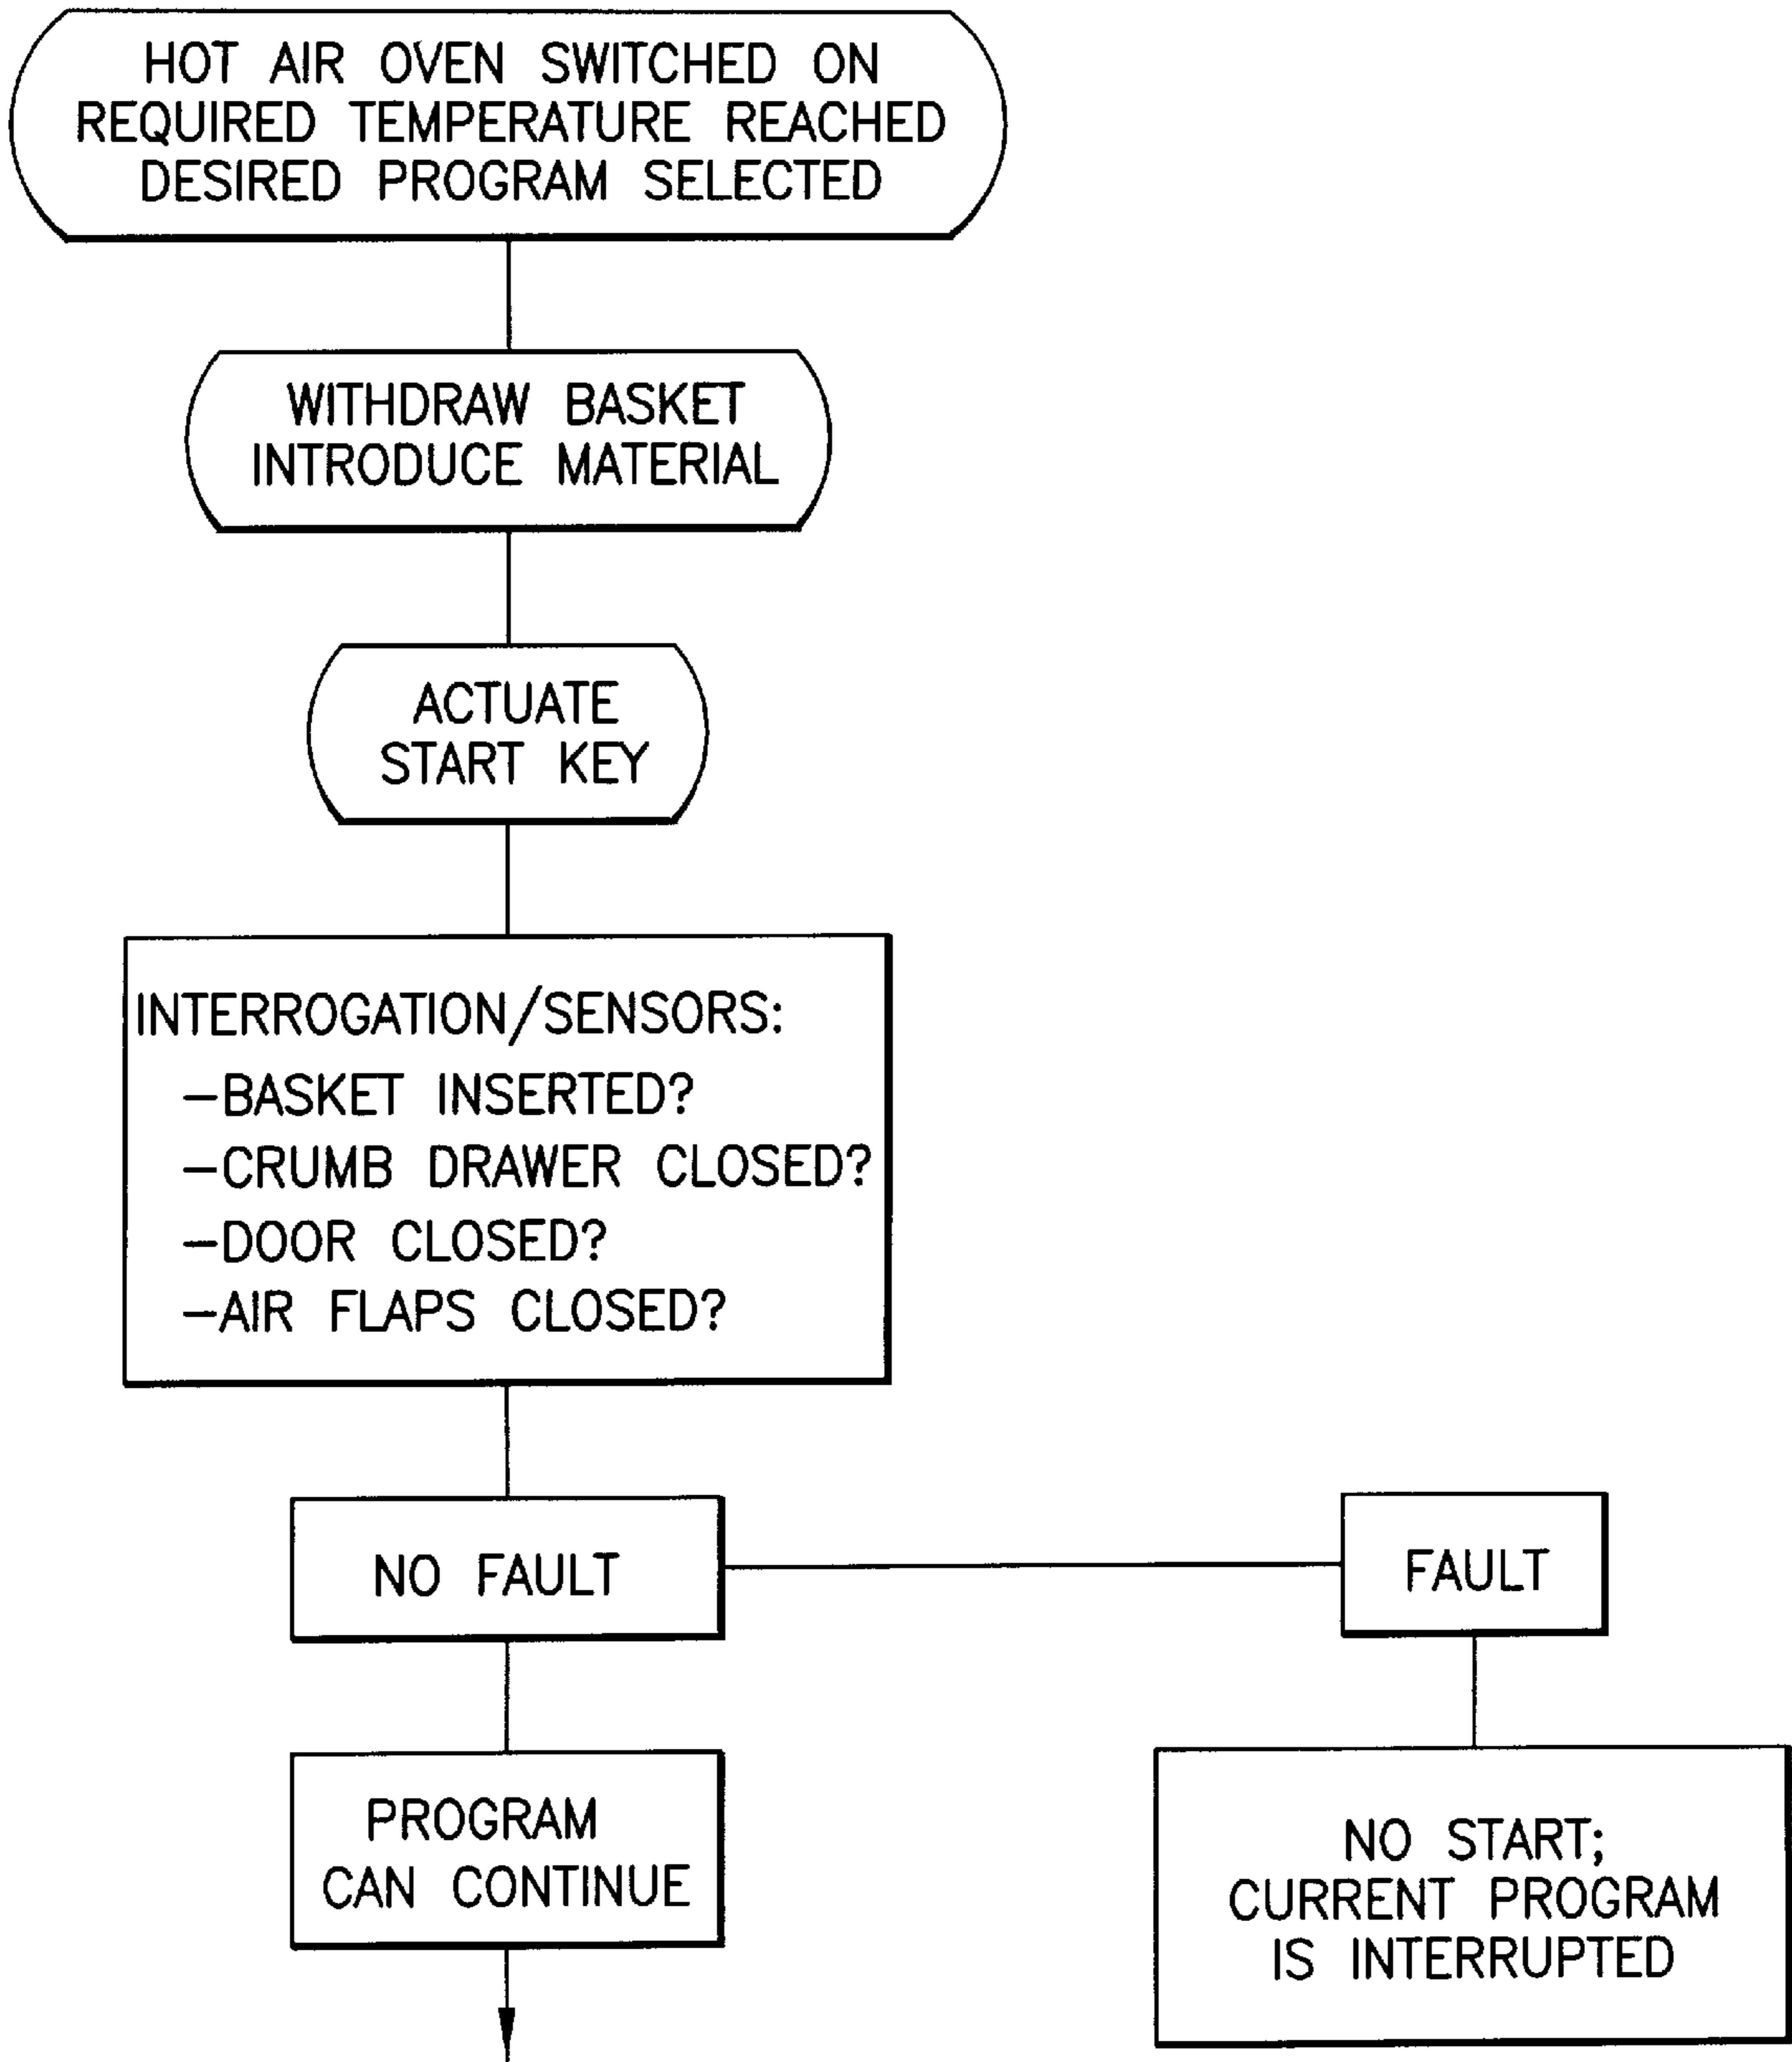 HOT AIR OVEN SWITCHED ON
REQUIRED TEMPERATURE REACHED
DESIRED PROGRAM SELECTED
WITHDRAW BASKET
INTRODUCE MATERIAL
ACTUATE
START KEY
INTERROGATION/SENSORS:
-BASKET INSERTED?
-CRUMB DRAWER CLOSED?
-DOOR CLOSED?
-AIR FLAPS CLOSED?
NO FAULT
FAULT
PROGRAM
CAN CONTINUE
NO START;
CURRENT PROGRAM
IS INTERRUPTED